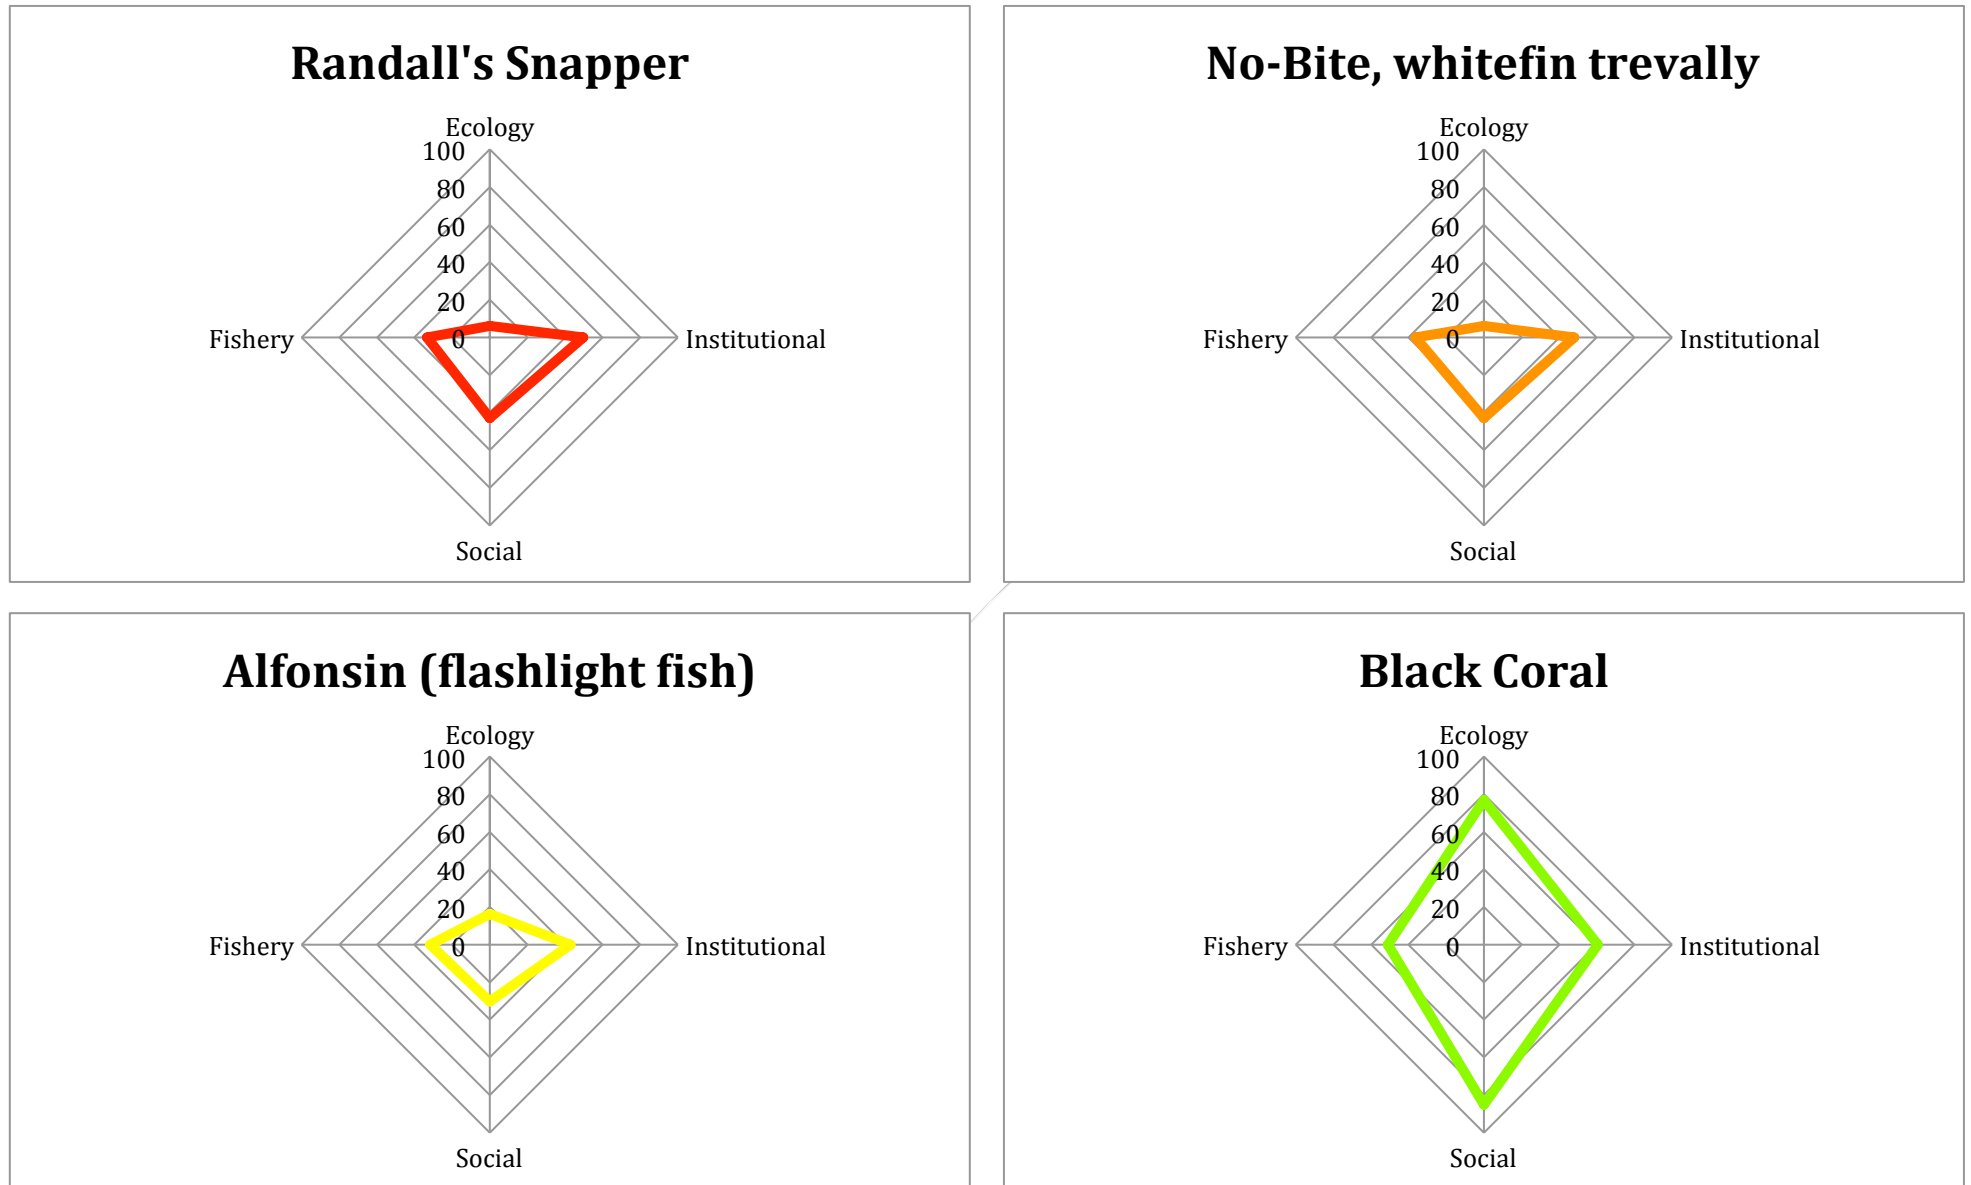 Randall's Snapper
Ecology
100
80
60
40
20
0
Fishery
Institutional
Social
No-Bite, whitefin trevally
Ecology
100
80
60
40
20
0
Fishery
Institutional
Social
Alfonsin (flashlight fish)
Ecology
100
80
60
40
20
0
Fishery
Institutional
Social
Black Coral
Ecology
100
80
60
40
20
0
Fishery
Institutional
Social